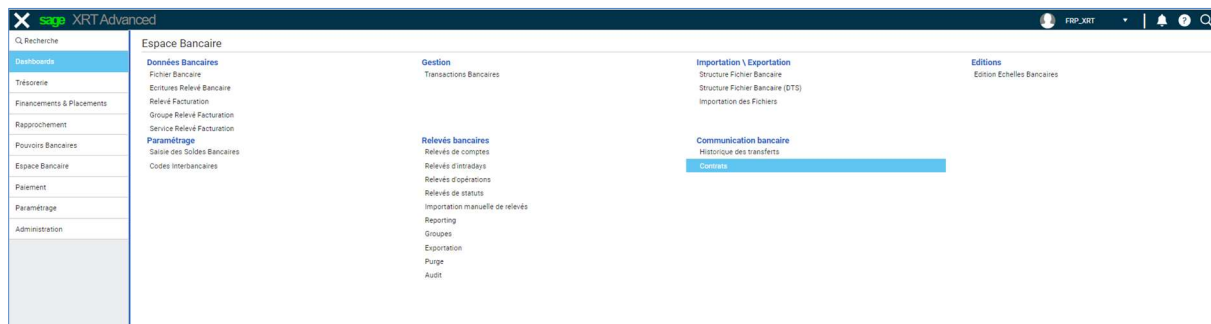 sage XRT Advanced
FRP_XRT
Recherche
Dashboards
Trésorerie
Financements & Placements
Rapprochement
Pouvoirs Bancaires
Espace Bancaire
Paiement
Paramétrage
Administration
Espace Bancaire
Données Bancaires
Fichier Bancaire
Ecritures Relevé Bancaire
Relevé Facturation
Groupe Relevé Facturation
Service Relevé Facturation
Gestion
Transactions Bancaires
Importation \ Exportation
Structure Fichier Bancaire
Structure Fichier Bancaire (DTS)
Importation des Fichiers
Editions
Edition Echelles Bancaires
Paramétrage
Saisie des Soldes Bancaires
Codes Interbancaires
Relevés bancaires
Relevés de comptes
Relevés d'intradays
Relevés d'opérations
Relevés de statuts
Importation manuelle de relevés
Reporting
Groupes
Exportation
Purge
Audit
Communication bancaire
Historique des transferts
Contrats